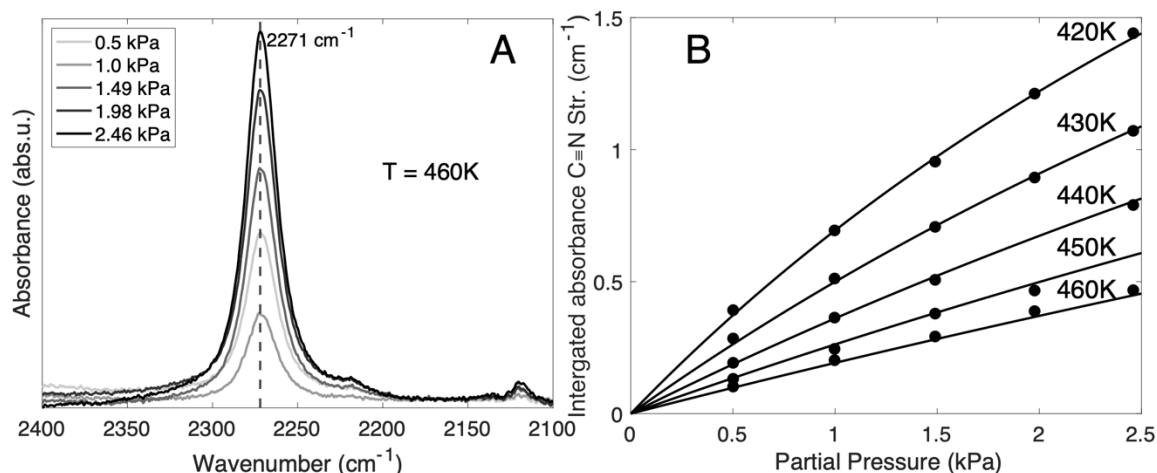 A
2271 cm⁻¹
0.5 kPa
1.0 kPa
1.49 kPa
1.98 kPa
2.46 kPa
T = 460K
Absorbance (abs.u.)
2400 2350 2300 2250 2200 2150 2100
Wavenumber (cm⁻¹)
B
420K
430K
440K
450K
460K
Intergated absorbance C≡N Str. (cm⁻¹)
1.5
1
0.5
0
0 0.5 1 1.5 2 2.5
Partial Pressure (kPa)